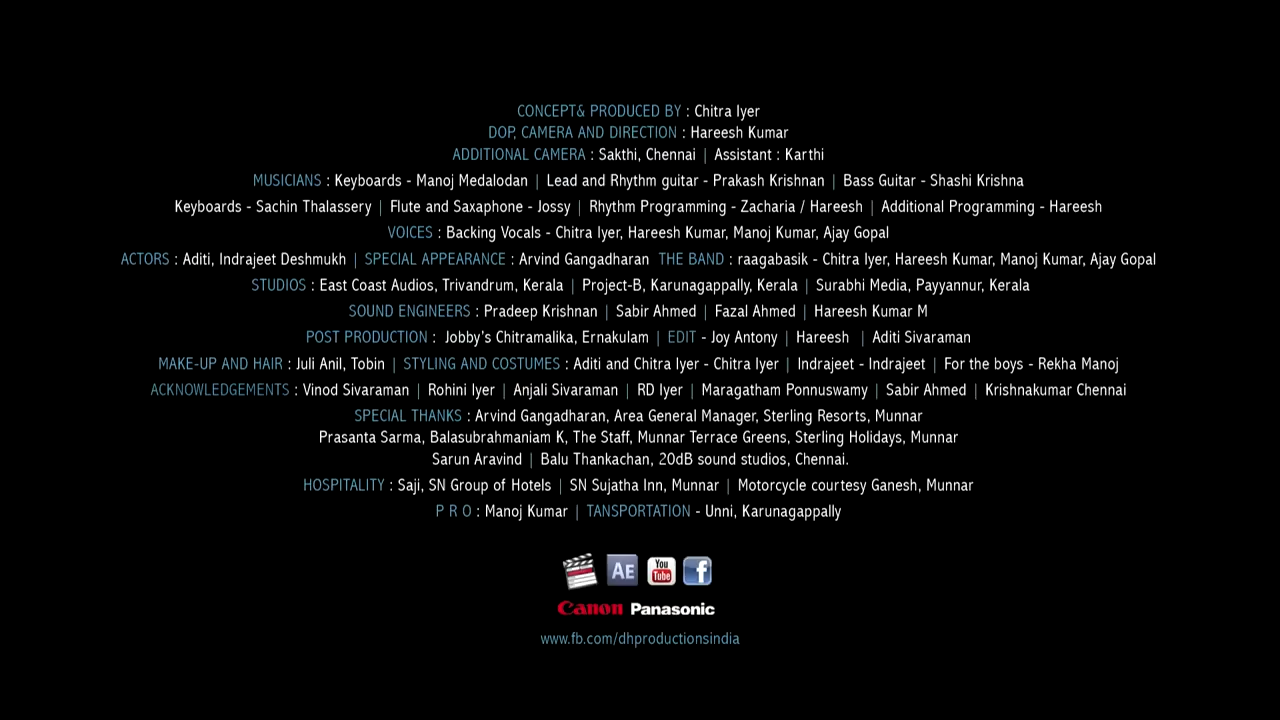 CONCEPT& PRODUCED BY : Chitra Iyer
DOP, CAMERA AND DIRECTION : Hareesh Kumar
ADDITIONAL CAMERA : Sakthi, Chennai | Assistant : Karthi
MUSICIANS : Keyboards - Manoj Medalodan | Lead and Rhythm guitar - Prakash Krishnan | Bass Guitar - Shashi Krishna
Keyboards - Sachin Thalassery | Flute and Saxaphone - Jossy | Rhythm Programming - Zacharia / Hareesh | Additional Programming - Hareesh
VOICES : Backing Vocals - Chitra Iyer, Hareesh Kumar, Manoj Kumar, Ajay Gopal
ACTORS : Aditi, Indrajeet Deshmukh | SPECIAL APPEARANCE : Arvind Gangadharan THE BAND : raagabasik - Chitra Iyer, Hareesh Kumar, Manoj Kumar, Ajay Gopal
STUDIOS : East Coast Audios, Trivandrum, Kerala | Project-B, Karunagappally, Kerala | Surabhi Media, Payyannur, Kerala
SOUND ENGINEERS : Pradeep Krishnan | Sabir Ahmed | Fazal Ahmed | Hareesh Kumar M
POST PRODUCTION : Jobby's Chitramalika, Ernakulam | EDIT - Joy Antony | Hareesh | Aditi Sivaraman
MAKE-UP AND HAIR : Juli Anil, Tobin | STYLING AND COSTUMES : Aditi and Chitra Iyer - Chitra Iyer | Indrajeet - Indrajeet | For the boys - Rekha Manoj
ACKNOWLEDGEMENTS : Vinod Sivaraman | Rohini Iyer | Anjali Sivaraman | RD Iyer | Maragatham Ponnuswamy | Sabir Ahmed | Krishnakumar Chennai
SPECIAL THANKS : Arvind Gangadharan, Area General Manager, Sterling Resorts, Munnar
Prasanta Sarma, Balasubrahmaniam K, The Staff, Munnar Terrace Greens, Sterling Holidays, Munnar
Sarun Aravind | Balu Thankachan, 20dB sound studios, Chennai.
HOSPITALITY : Saji, SN Group of Hotels | SN Sujatha Inn, Munnar | Motorcycle courtesy Ganesh, Munnar
P R O : Manoj Kumar | TANSPORTATION - Unni, Karunagappally
AE You Tube f
Canon Panasonic
www.fb.com/dhproductionsindia